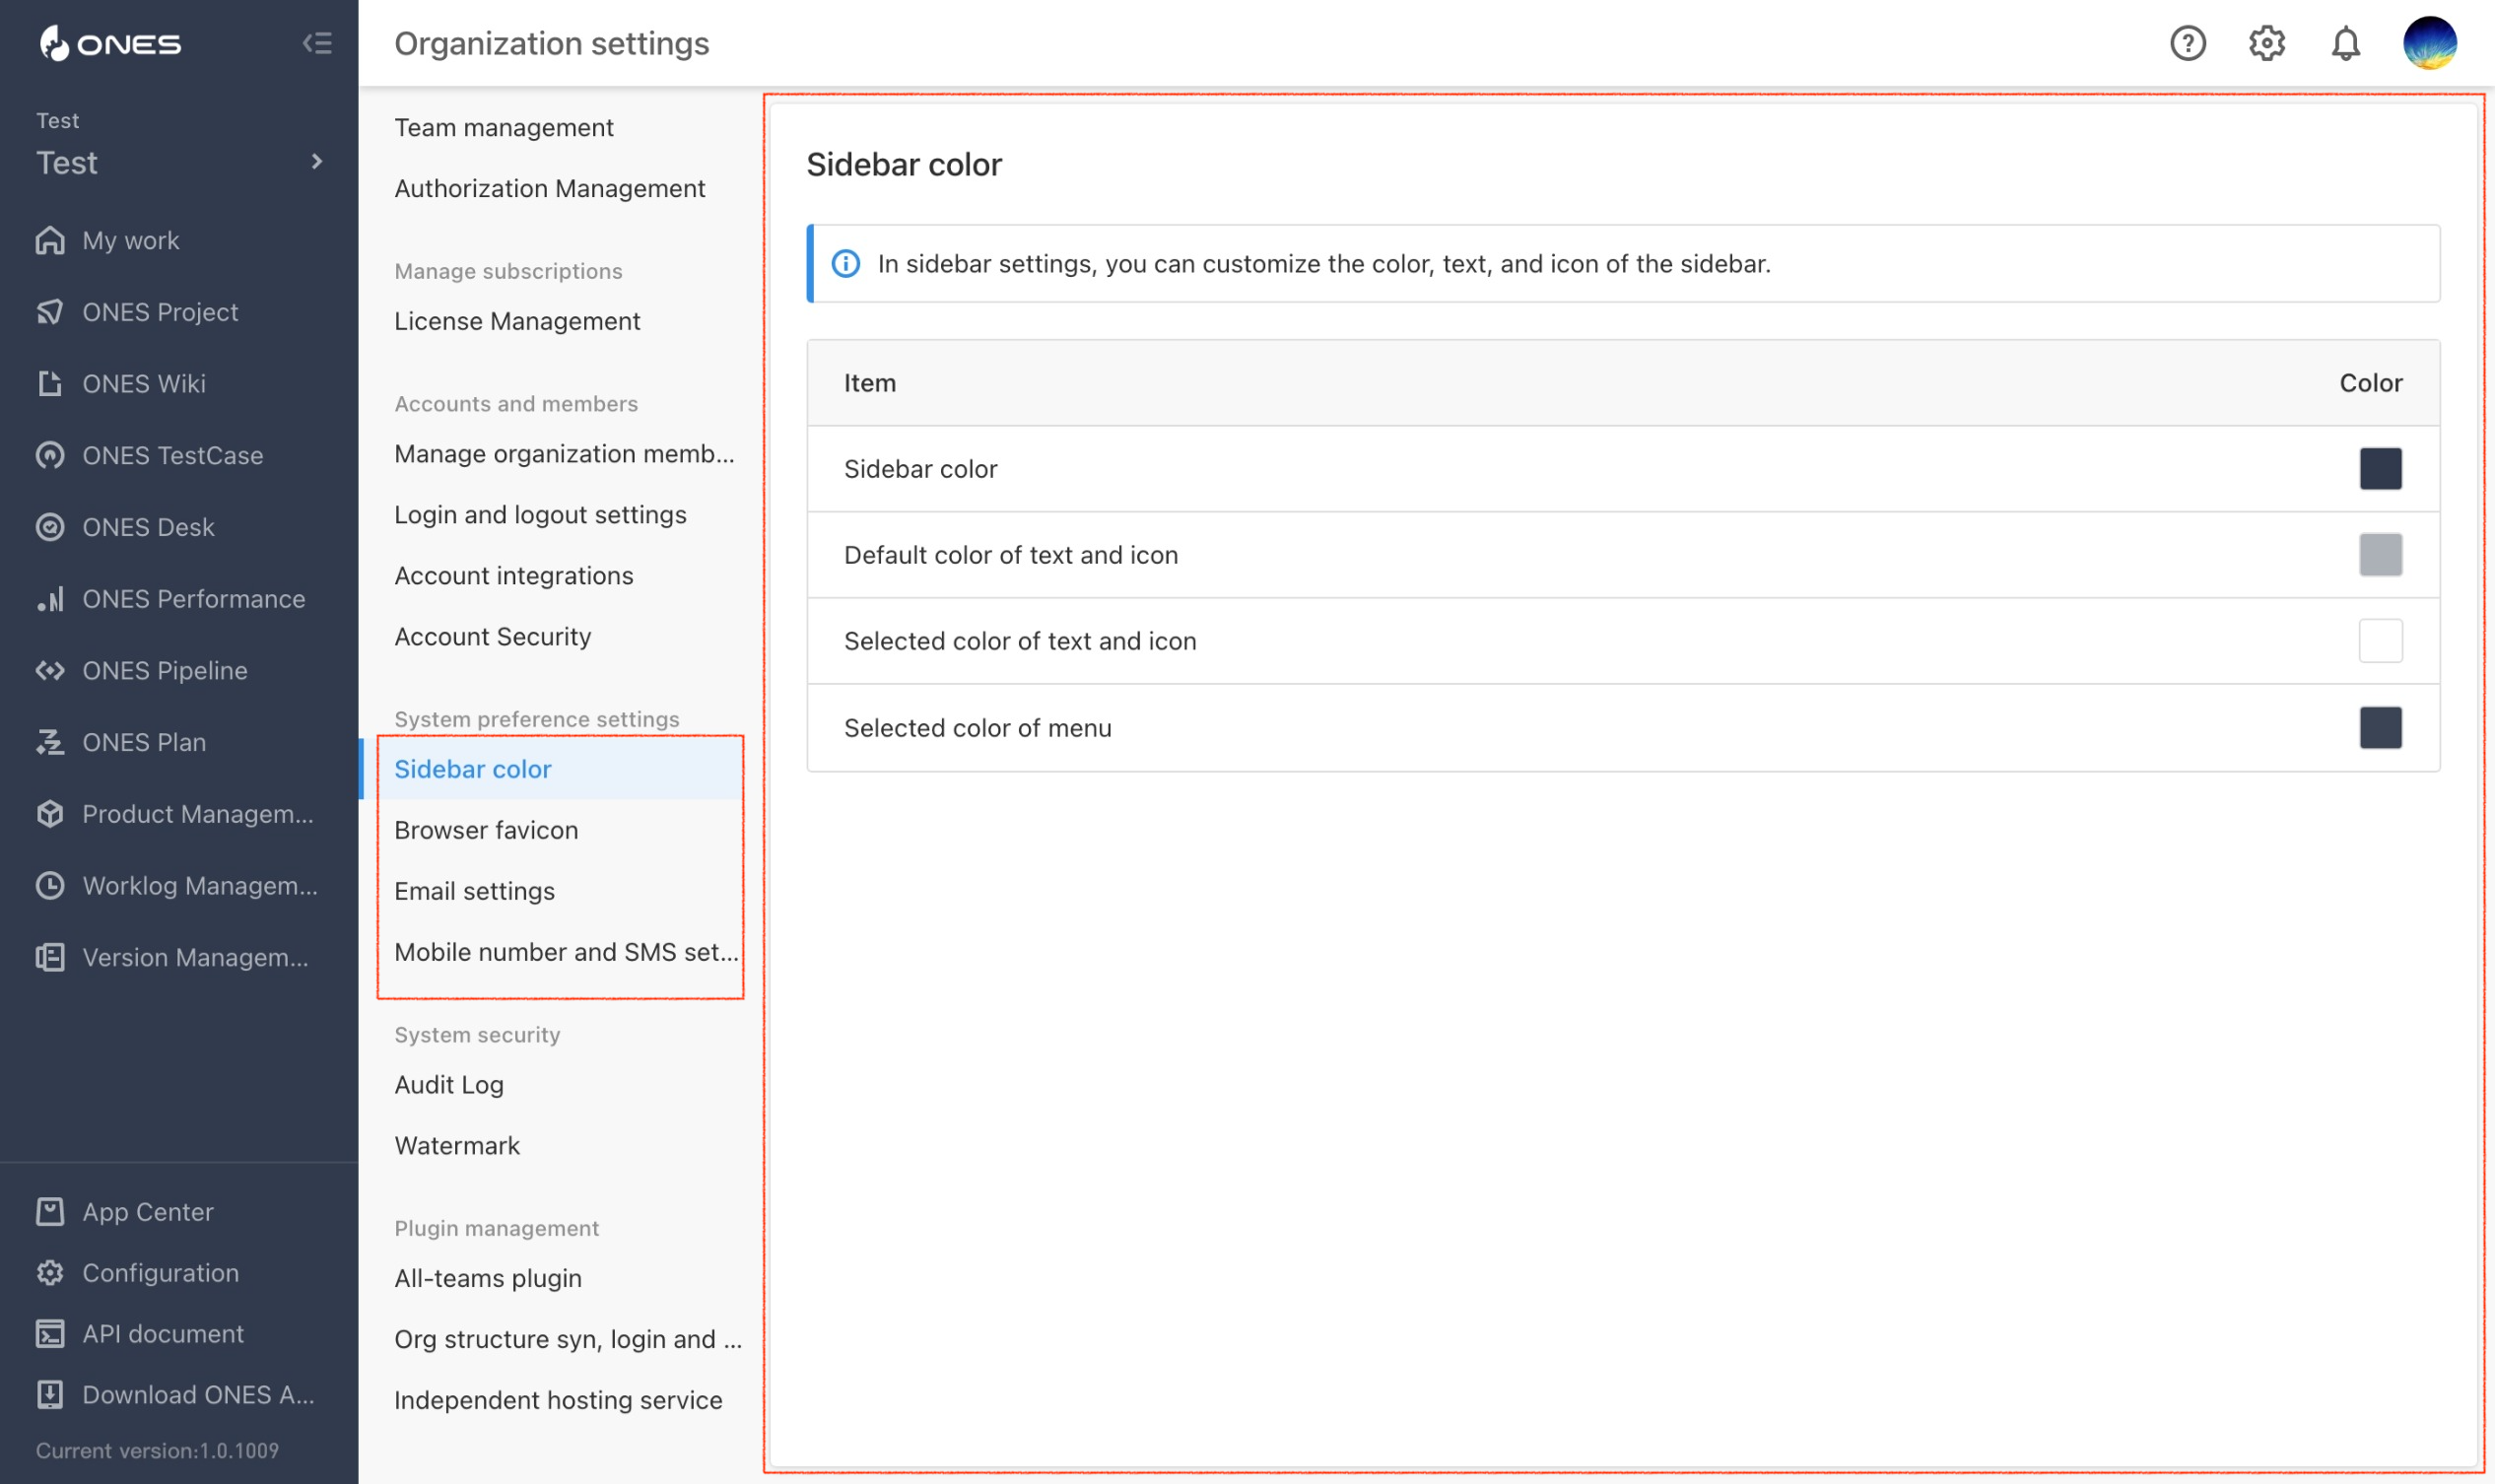 ONES
Test
Test
My work
ONES Project
ONES Wiki
ONES TestCase
ONES Desk
ONES Performance
ONES Pipeline
ONES Plan
Product Managem...
Worklog Managem...
Version Managem...
App Center
Configuration
API document
Download ONES A...
Current version:1.0.1009
Organization settings
Team management
Authorization Management
Manage subscriptions
License Management
Accounts and members
Manage organization memb...
Login and logout settings
Account integrations
Account Security
System preference settings
Sidebar color
Browser favicon
Email settings
Mobile number and SMS set...
System security
Audit Log
Watermark
Plugin management
All-teams plugin
Org structure syn, login and ...
Independent hosting service
Sidebar color
In sidebar settings, you can customize the color, text, and icon of the sidebar.
Item Color
Sidebar color
Default color of text and icon
Selected color of text and icon
Selected color of menu